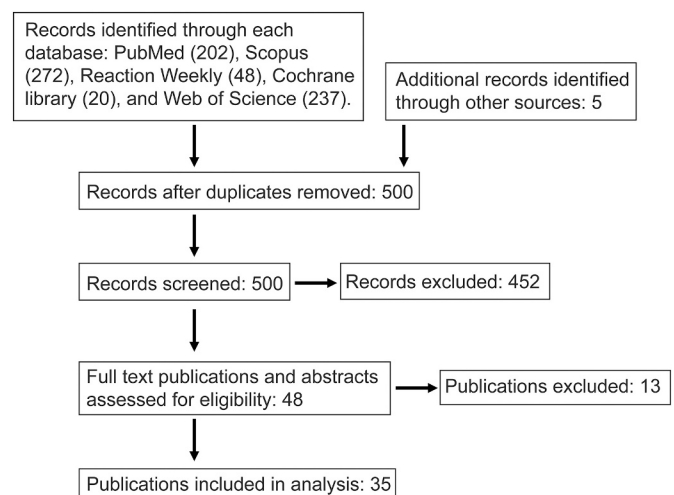 Records identified through each
database: PubMed (202), Scopus
(272), Reaction Weekly (48), Cochrane
library (20), and Web of Science (237).
Additional records identified
through other sources: 5
Records after duplicates removed: 500
Records screened: 500
Records excluded: 452
Full text publications and abstracts
assessed for eligibility: 48
Publications excluded: 13
Publications included in analysis: 35